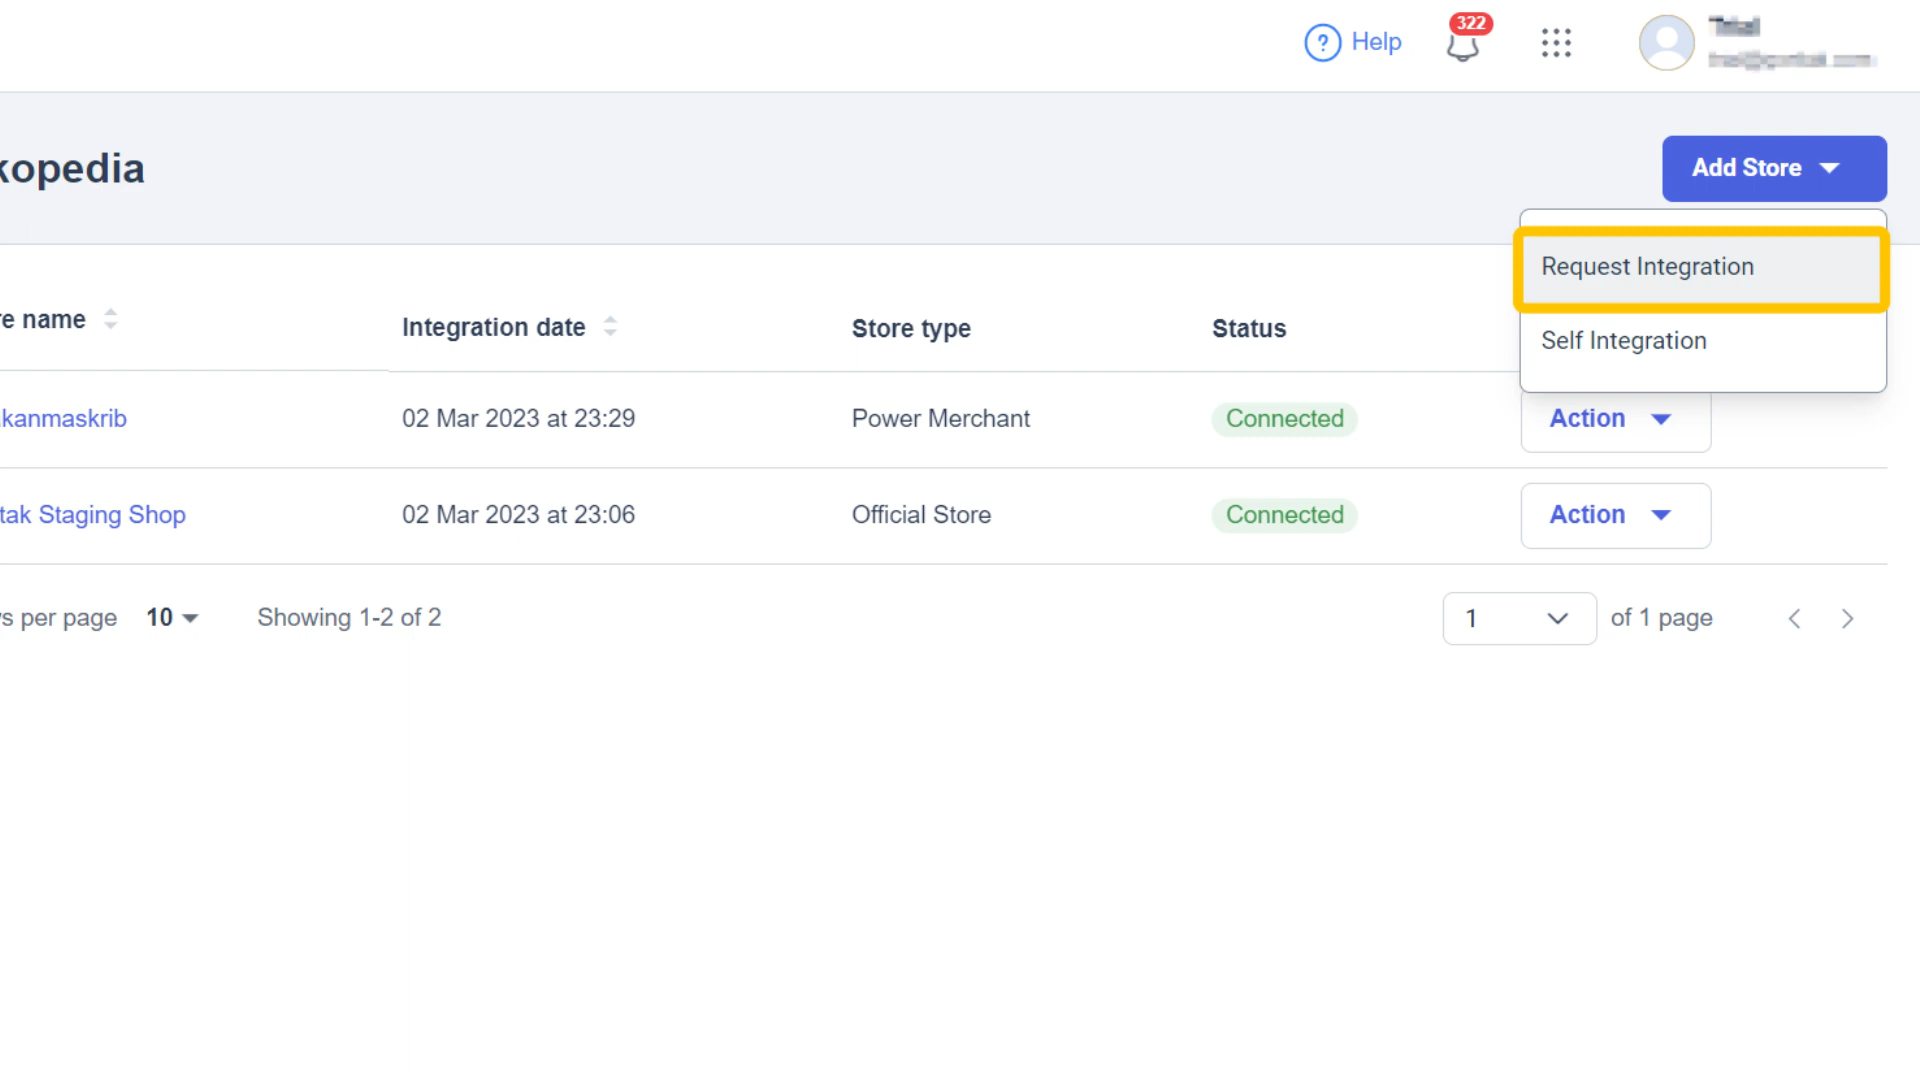 Help
322
kopedia
Add Store
Request Integration
Self Integration
re name
Integration date
Store type
Status
kanmaskrib
02 Mar 2023 at 23:29
Power Merchant
Connected
Action
tak Staging Shop
02 Mar 2023 at 23:06
Official Store
Connected
Action
s per page
10
Showing 1-2 of 2
1
of 1 page